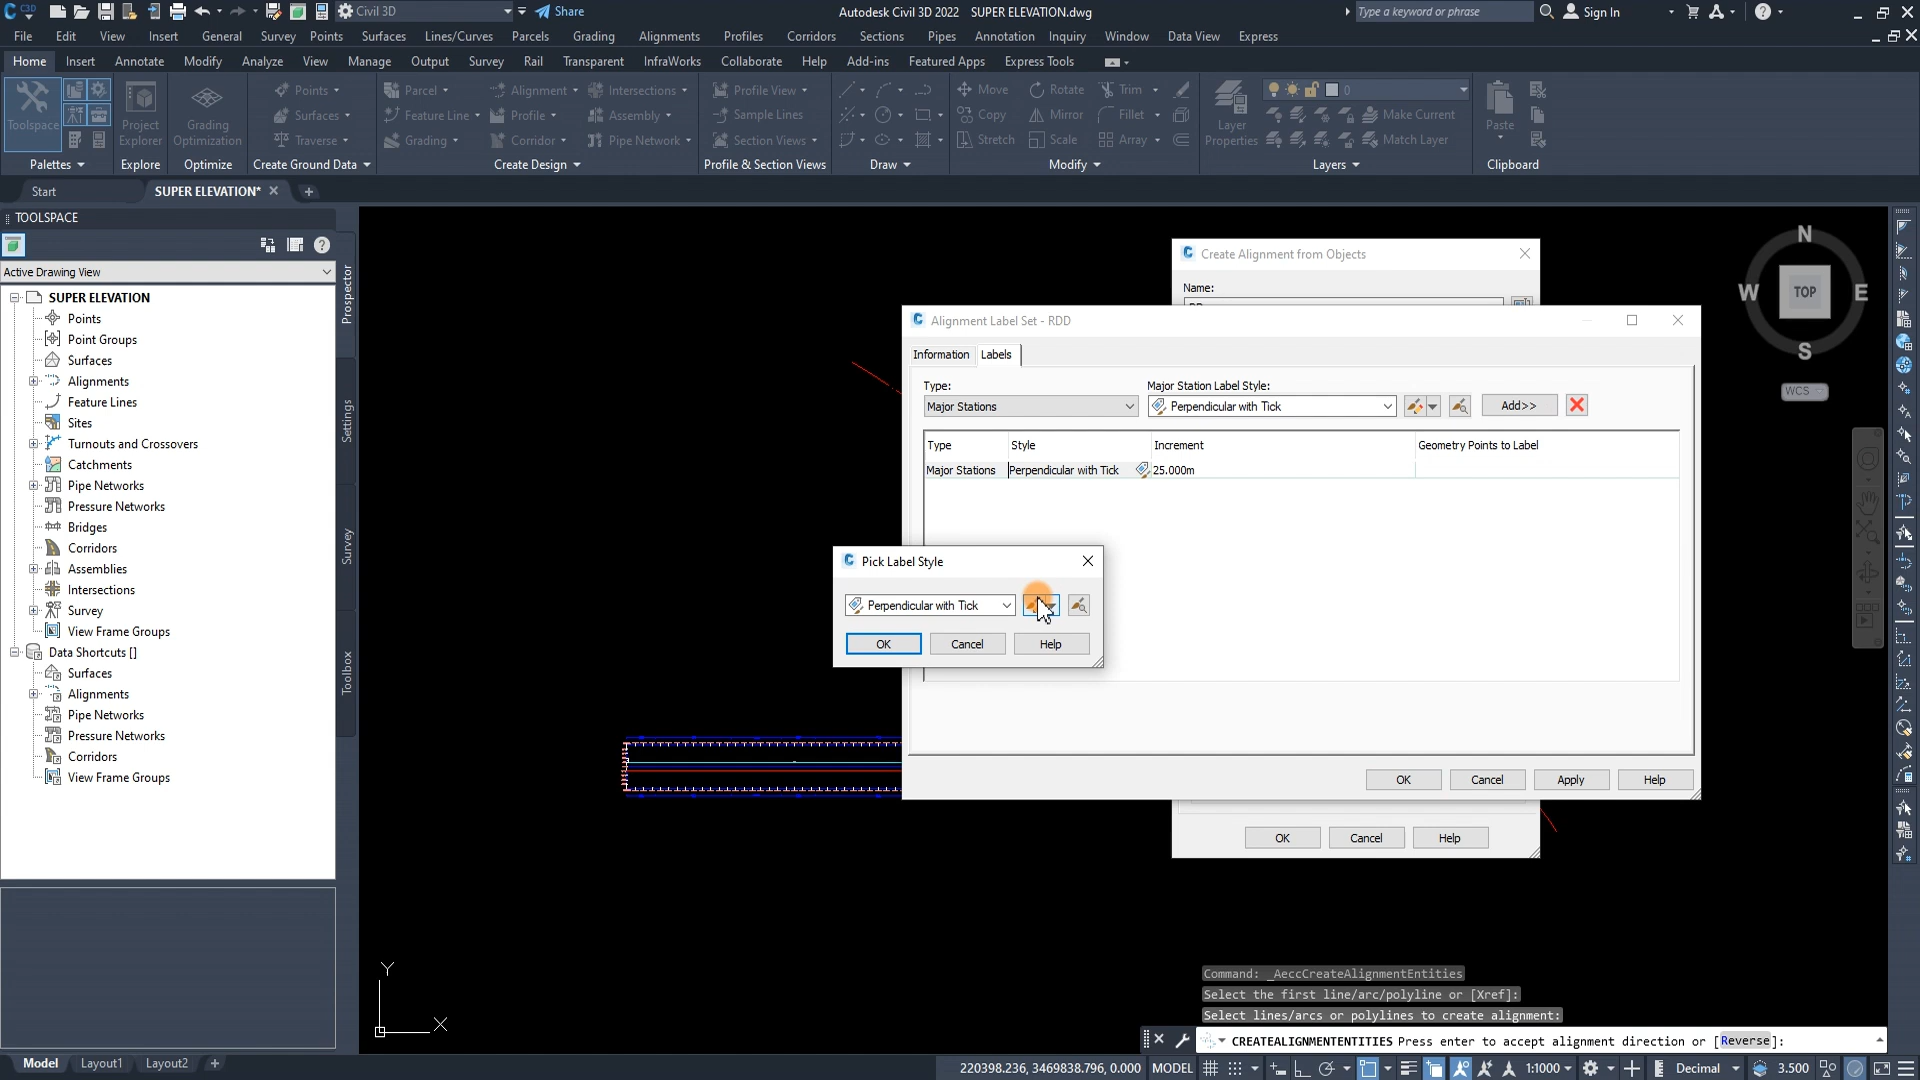 C3D Civil 3D Share Autodesk Civil 3D 2022 SUPER ELEVATION.dwg Type a keyword or phrase Sign In
File Edit View Insert General Survey Points Surfaces Lines/Curves Parcels Grading Alignments Profiles Corridors Sections Pipes Annotation Inquiry Window Data View Express
Home Insert Annotate Modify Analyze View Manage Output Survey Rail Transparent InfraWorks Collaborate Help Add-ins Featured Apps Express Tools
Points Parcel Alignment Intersections Profile View Move Rotate Trim 0
Surfaces Feature Line Profile Assembly Sample Lines Copy Mirror Fillet Make Current
Toolspace Project Explorer Grading Optimization Traverse Grading Corridor Pipe Network Section Views Stretch Scale Array Layer Properties Match Layer Paste
Palettes Explore Optimize Create Ground Data Create Design Profile & Section Views Draw Modify Layers Clipboard
Start SUPER ELEVATION*
TOOLSPACE
Active Drawing View
SUPER ELEVATION
Points
Point Groups
Surfaces
Alignments
Feature Lines
Sites
Turnouts and Crossovers
Catchments
Pipe Networks
Pressure Networks
Bridges
Corridors
Assemblies
Intersections
Survey
View Frame Groups
Data Shortcuts []
Surfaces
Alignments
Pipe Networks
Pressure Networks
Corridors
View Frame Groups
Prospector
Settings
Survey
Toolbox
Create Alignment from Objects
Name:
Alignment Label Set - RDD
Information Labels
Type: Major Station Label Style:
Major Stations Perpendicular with Tick Add>>
Type Style Increment Geometry Points to Label
Major Stations Perpendicular with Tick 25.000m
Pick Label Style
Perpendicular with Tick
OK Cancel Help
OK Cancel Apply Help
OK Cancel Help
N
W TOP E
S
WCS
Y
X
Command: _AeccCreateAlignmentEntities
Select the first line/arc/polyline or [Xref]:
Select lines/arcs or polylines to create alignment:
CREATEALIGNMENTENTITIES Press enter to accept alignment direction or [Reverse]:
Model Layout1 Layout2
220398.236, 3469838.796, 0.000 MODEL 1:1000 Decimal 3.500